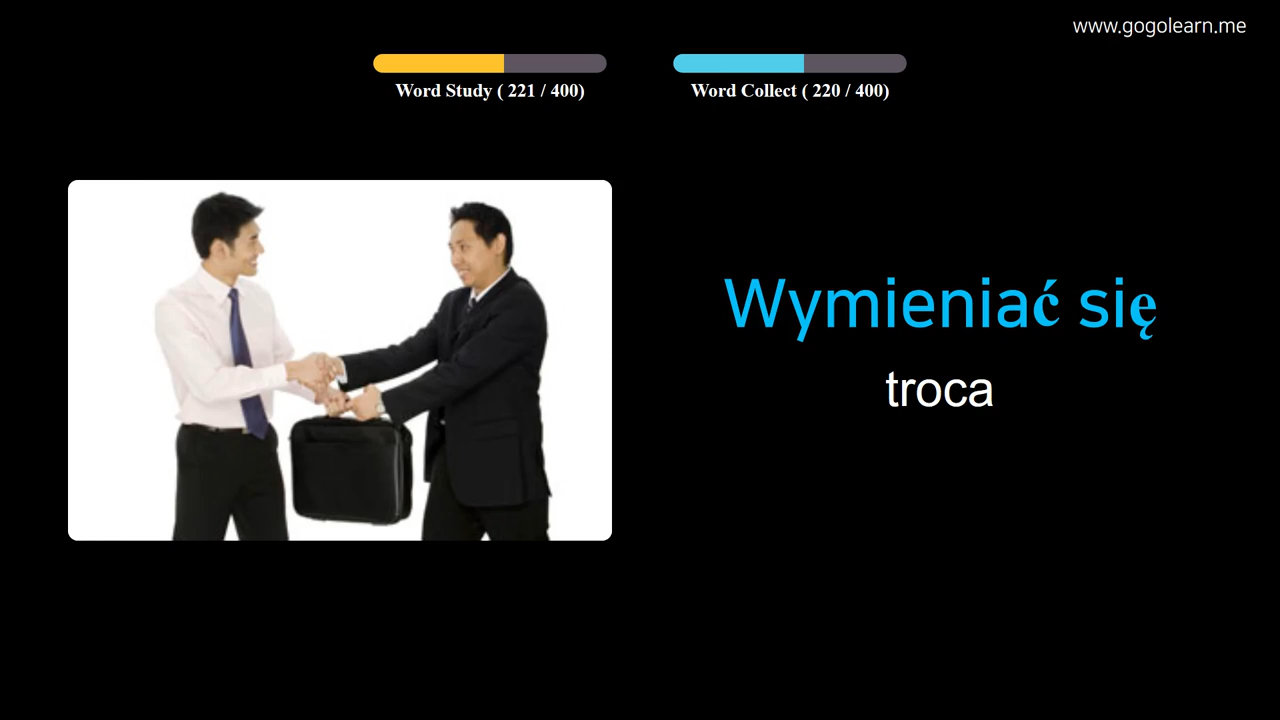 www.gogolearn.me
Word Study ( 221 / 400)
Word Collect ( 220 / 400)
Wymieniać się
troca